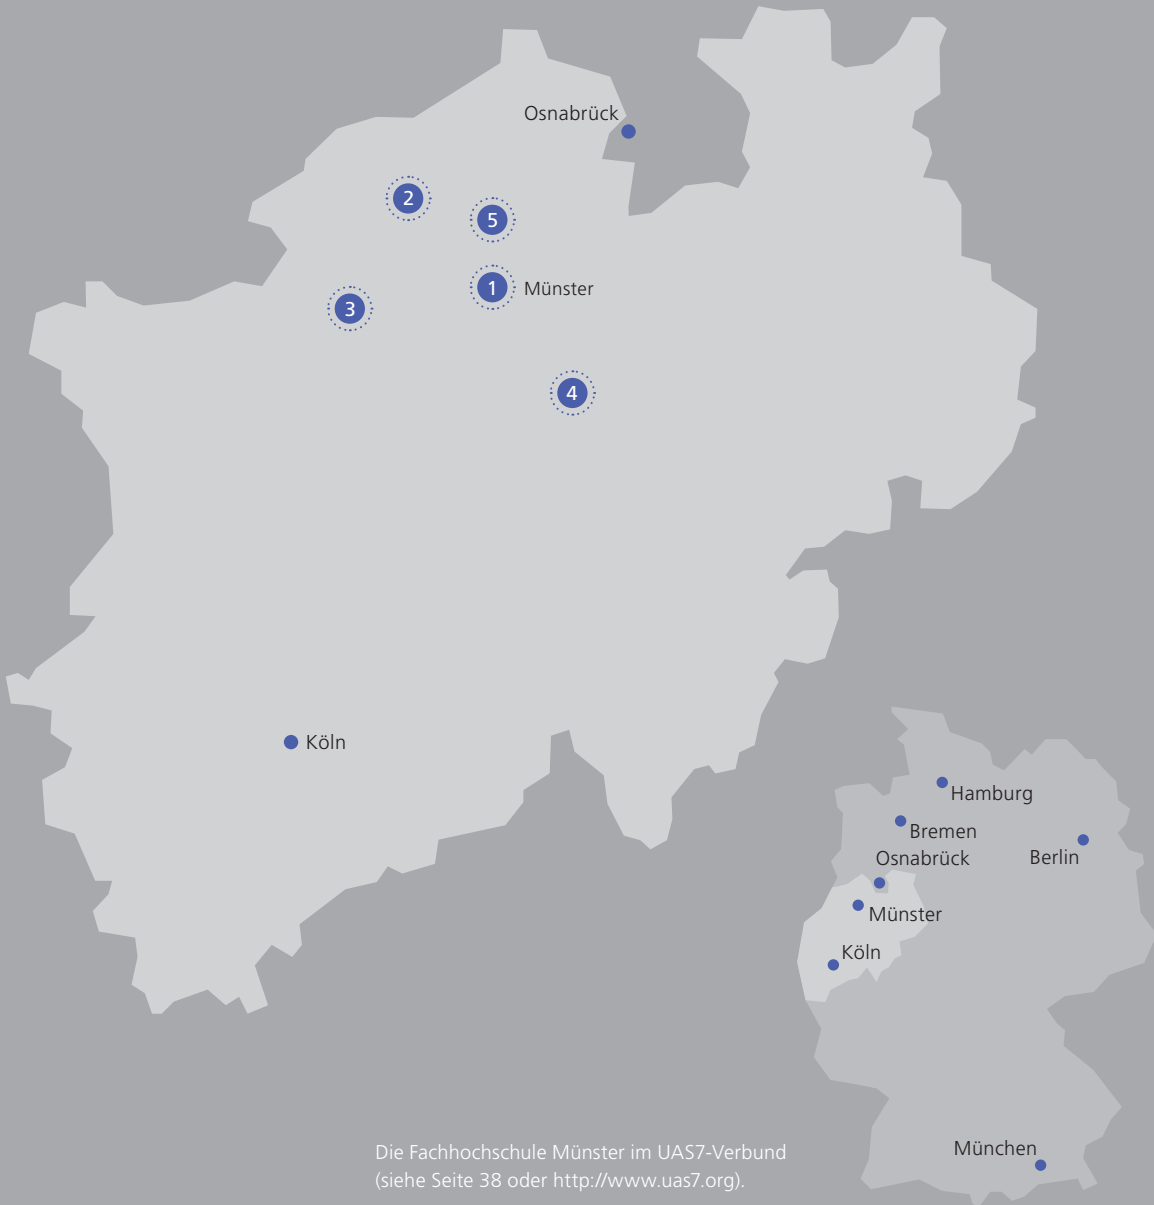 Osnabrück
2
5
1 Münster
3
4
Köln
Hamburg
Bremen
Osnabrück
Berlin
Münster
Köln
München
Die Fachhochschule Münster im UAS7-Verbund
(siehe Seite 38 oder http://www.uas7.org).